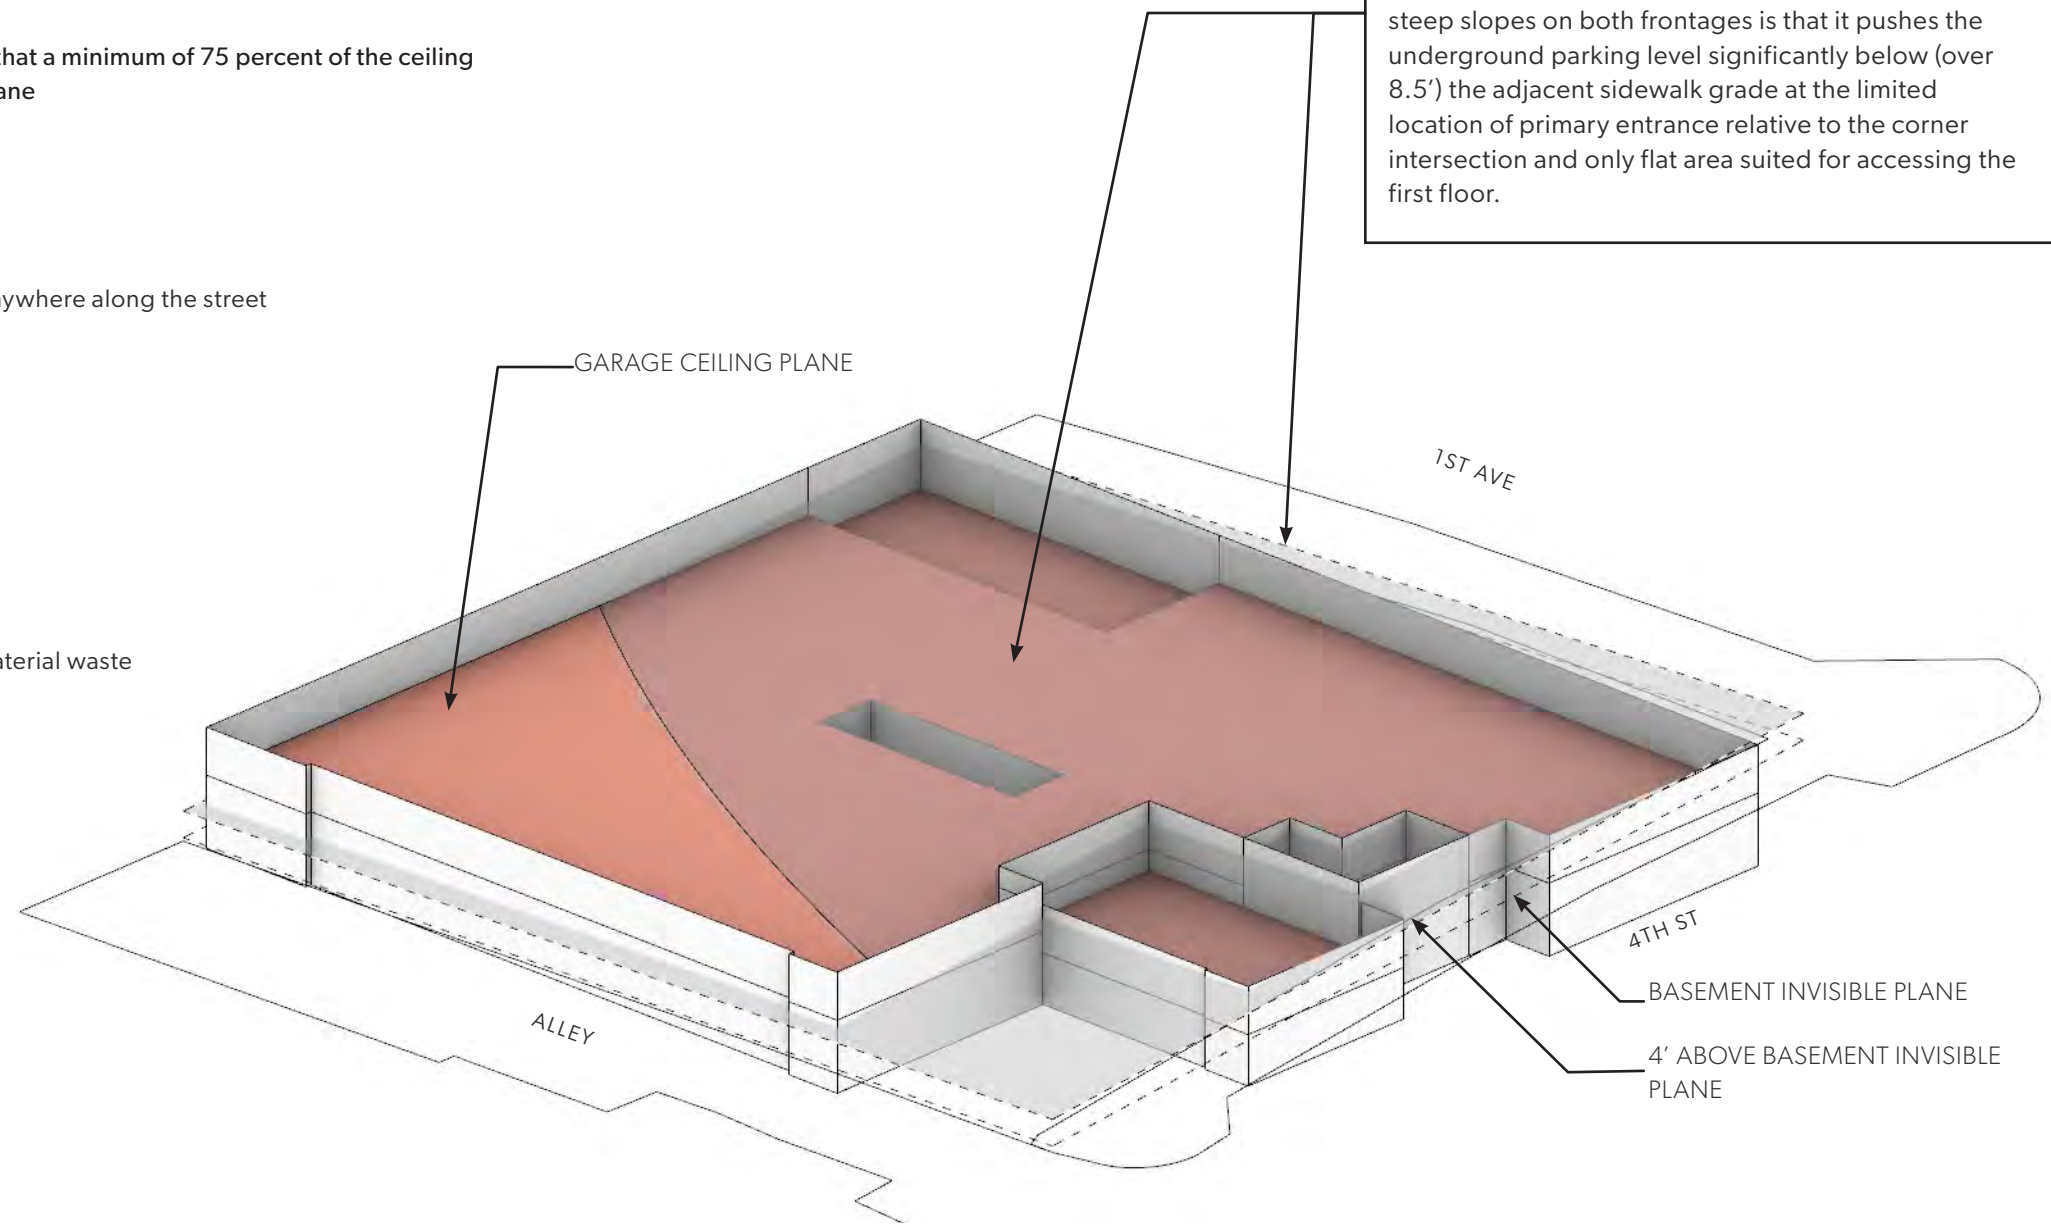 hat a minimum of 75 percent of the ceiling
ane
ywhere along the street
aterial waste
steep slopes on both frontages is that it pushes the
underground parking level significantly below (over
8.5’) the adjacent sidewalk grade at the limited
location of primary entrance relative to the corner
intersection and only flat area suited for accessing the
first floor.
GARAGE CEILING PLANE
1ST AVE
4TH ST
BASEMENT INVISIBLE PLANE
4’ ABOVE BASEMENT INVISIBLE
PLANE
ALLEY